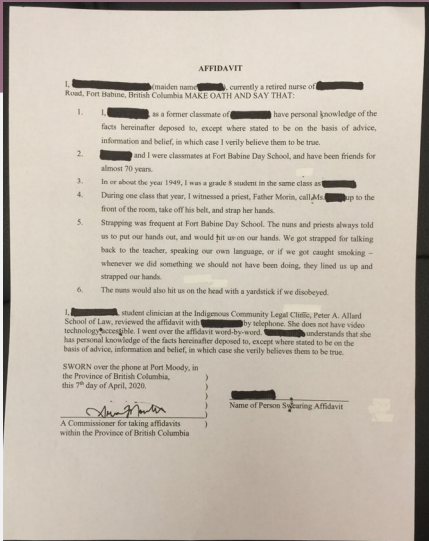 AFFIDAVIT
I, (maiden name ), currently a retired nurse of
Road, Fort Babine, British Columbia MAKE OATH AND SAY THAT:
1. I, , as a former classmate of have personal knowledge of the
facts hereinafter deposed to, except where stated to be on the basis of advice,
information and belief, in which case I verily believe them to be true.
2. and I were classmates at Fort Babine Day School, and have been friends for
almost 70 years.
3. In or about the year 1949, I was a grade 8 student in the same class as
4. During one class that year, I witnessed a priest, Father Morin, call Ms. up to the
front of the room, take off his belt, and strap her hands.
5. Strapping was frequent at Fort Babine Day School. The nuns and priests always told
us to put our hands out, and would hit us on our hands. We got strapped for talking
back to the teacher, speaking our own language, or if we got caught smoking –
whenever we did something we should not have been doing, they lined us up and
strapped our hands.
6. The nuns would also hit us on the head with a yardstick if we disobeyed.
I, , student clinician at the Indigenous Community Legal Clinic, Peter A. Allard
School of Law, reviewed the affidavit with by telephone. She does not have video
technology accessible. I went over the affidavit word-by-word. understands that she
has personal knowledge of the facts hereinafter deposed to, except where stated to be on the
basis of advice, information and belief, in which case she verily believes them to be true.
SWORN over the phone at Port Moody, in )
the Province of British Columbia, )
this 7th day of April, 2020. )
)
)
)
A Commissioner for taking affidavits
within the Province of British Columbia
Name of Person Swearing Affidavit